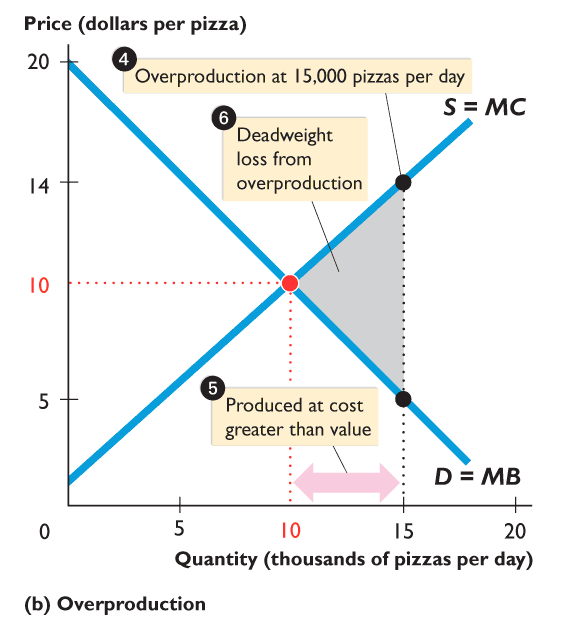 Price (dollars per pizza)
20
4
Overproduction at 15,000 pizzas per day
S = MC
6
Deadweight
loss from
overproduction
14
10
5
5
Produced at cost
greater than value
D = MB
0
5
10
15
20
Quantity (thousands of pizzas per day)
(b) Overproduction